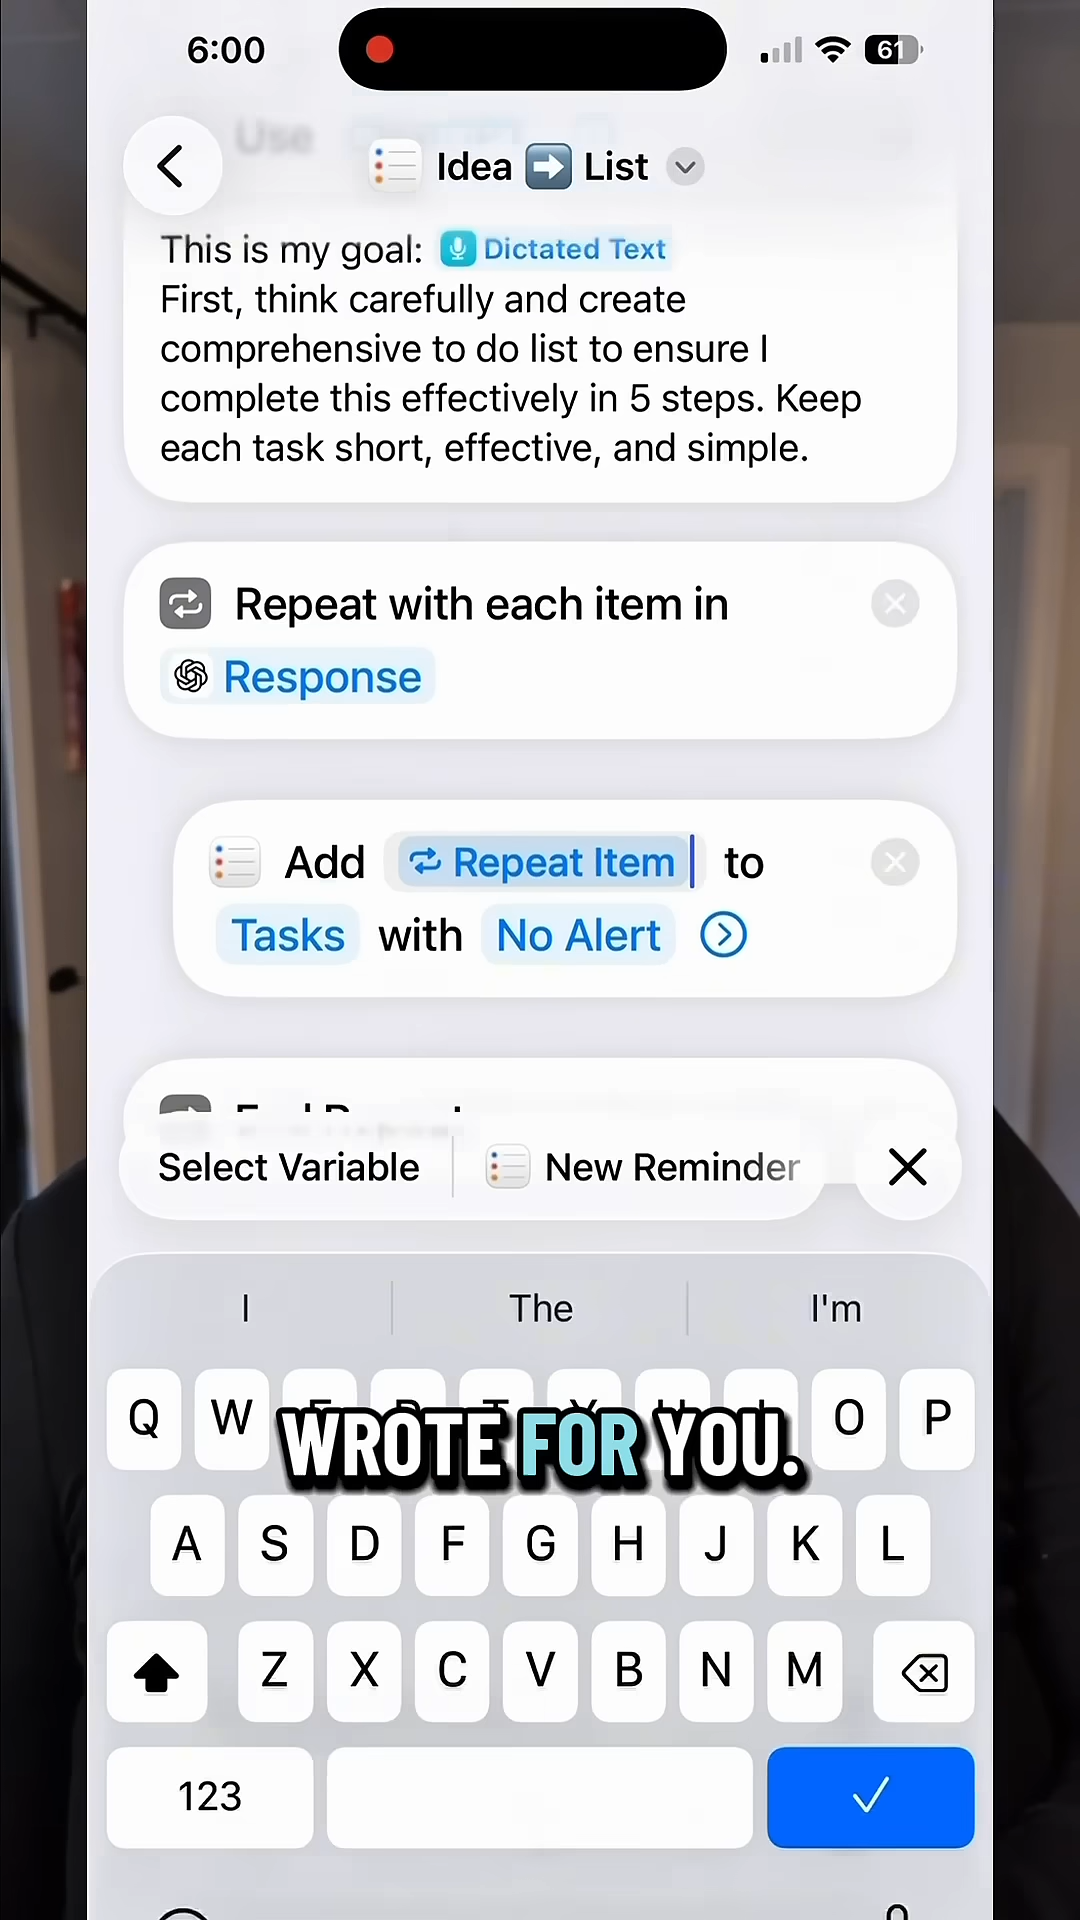 6:00
61
Use
Idea ➡️ List
This is my goal: Dictated Text
First, think carefully and create
comprehensive to do list to ensure I
complete this effectively in 5 steps. Keep
each task short, effective, and simple.
Repeat with each item in
Response
Add Repeat Item to
Tasks with No Alert
Select Variable
New Reminder
I The I'm
Q W O P
WROTE FOR YOU.
A S D F G H J K L
Z X C V B N M
123